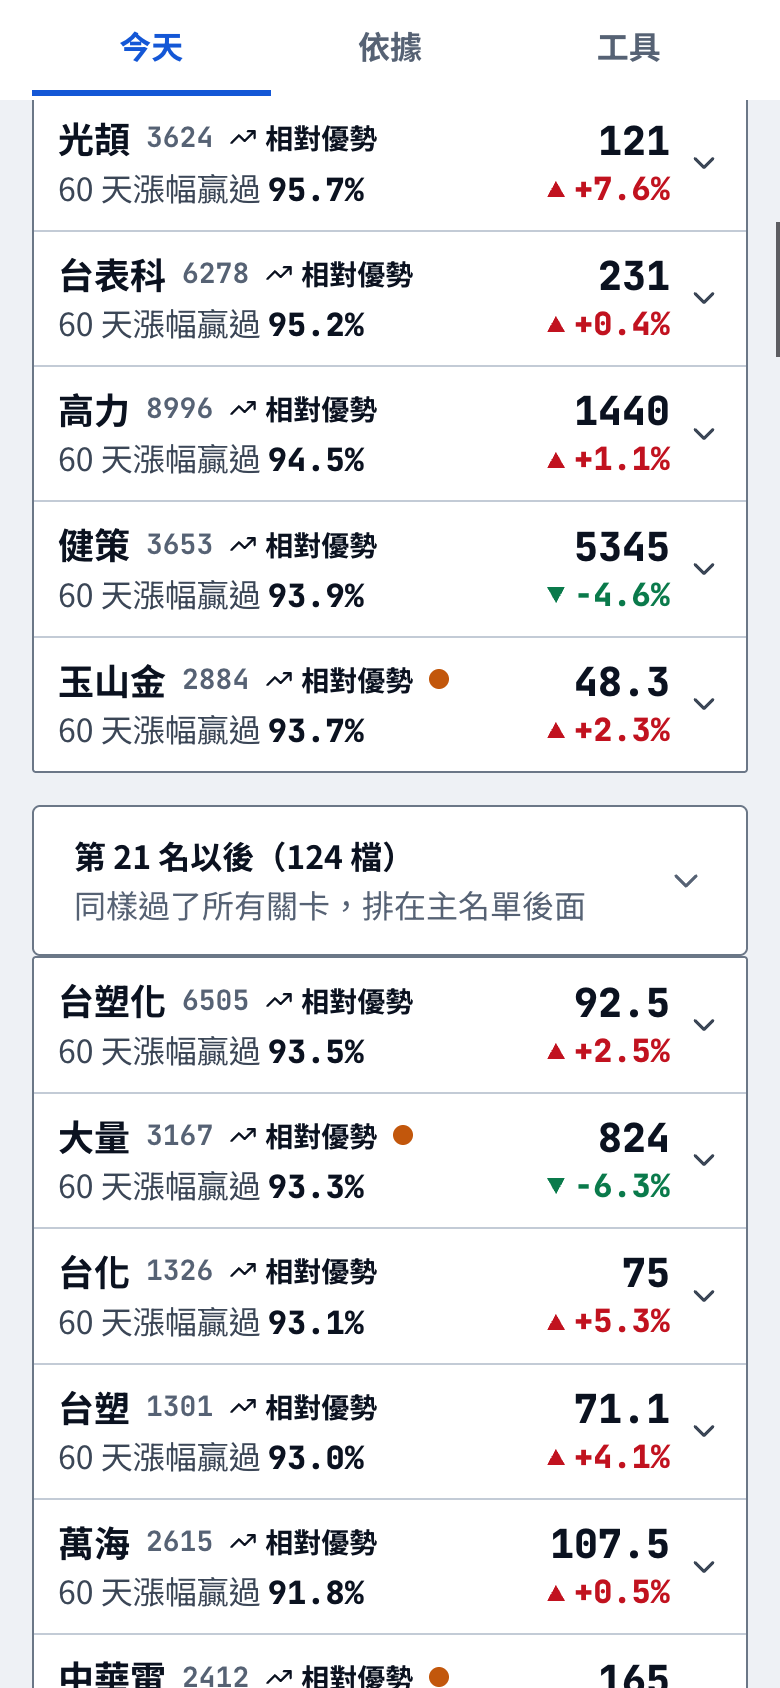 今天
依據
工具
光頡 3624 相對優勢 121
60 天漲幅贏過 95.7% ▲ +7.6%
台表科 6278 相對優勢 231
60 天漲幅贏過 95.2% ▲ +0.4%
高力 8996 相對優勢 1440
60 天漲幅贏過 94.5% ▲ +1.1%
健策 3653 相對優勢 5345
60 天漲幅贏過 93.9% ▼ -4.6%
玉山金 2884 相對優勢 48.3
60 天漲幅贏過 93.7% ▲ +2.3%
第 21 名以後（124 檔）
同樣過了所有關卡，排在主名單後面
台塑化 6505 相對優勢 92.5
60 天漲幅贏過 93.5% ▲ +2.5%
大量 3167 相對優勢 824
60 天漲幅贏過 93.3% ▼ -6.3%
台化 1326 相對優勢 75
60 天漲幅贏過 93.1% ▲ +5.3%
台塑 1301 相對優勢 71.1
60 天漲幅贏過 93.0% ▲ +4.1%
萬海 2615 相對優勢 107.5
60 天漲幅贏過 91.8% ▲ +0.5%
中華電 2412 相對優勢 165